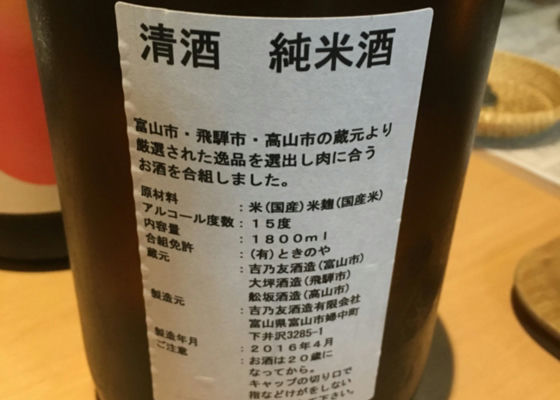 清酒 純米酒
富山市・飛騨市・高山市の蔵元より
厳選された逸品を選出し肉に合う
お酒を合組しました。
原材料 ：米(国産)米麹(国産米)
アルコール度数：１５度
内容量 ：１８００ｍｌ
合組免許 ：(有)ときのや
蔵元 ：吉乃友酒造(富山市)
大坪酒造(飛騨市)
舩坂酒造(高山市)
製造元 ：吉乃友酒造有限会社
富山県富山市婦中町
下井沢3285-1
製造年月 ：２０１６年４月
ご注意 ：お酒は２０歳に
なってから。
キャップの切り口で
指などけがをしない
下さい。